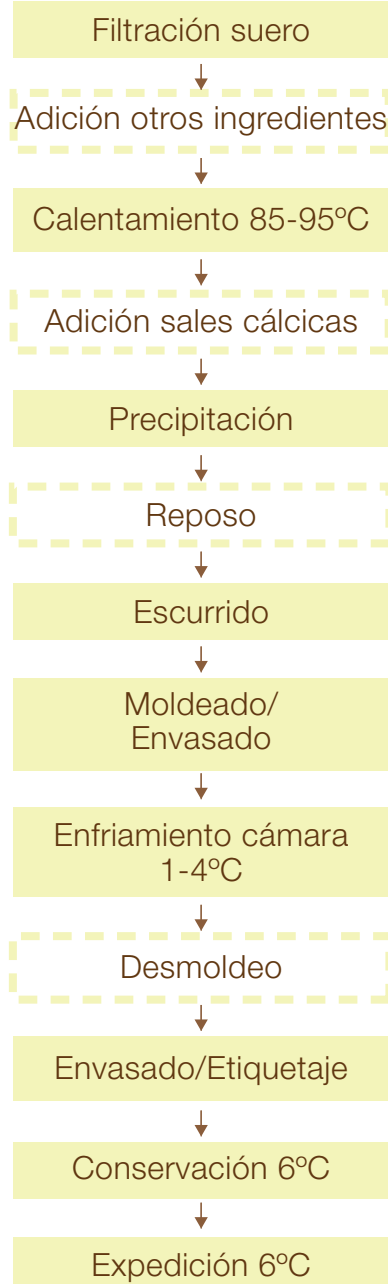 Filtración suero
Adición otros ingredientes
Calentamiento 85-95ºC
Adición sales cálcicas
Precipitación
Reposo
Escurrido
Moldeado/
Envasado
Enfriamiento cámara
1-4ºC
Desmoldeo
Envasado/Etiquetaje
Conservación 6ºC
Expedición 6ºC